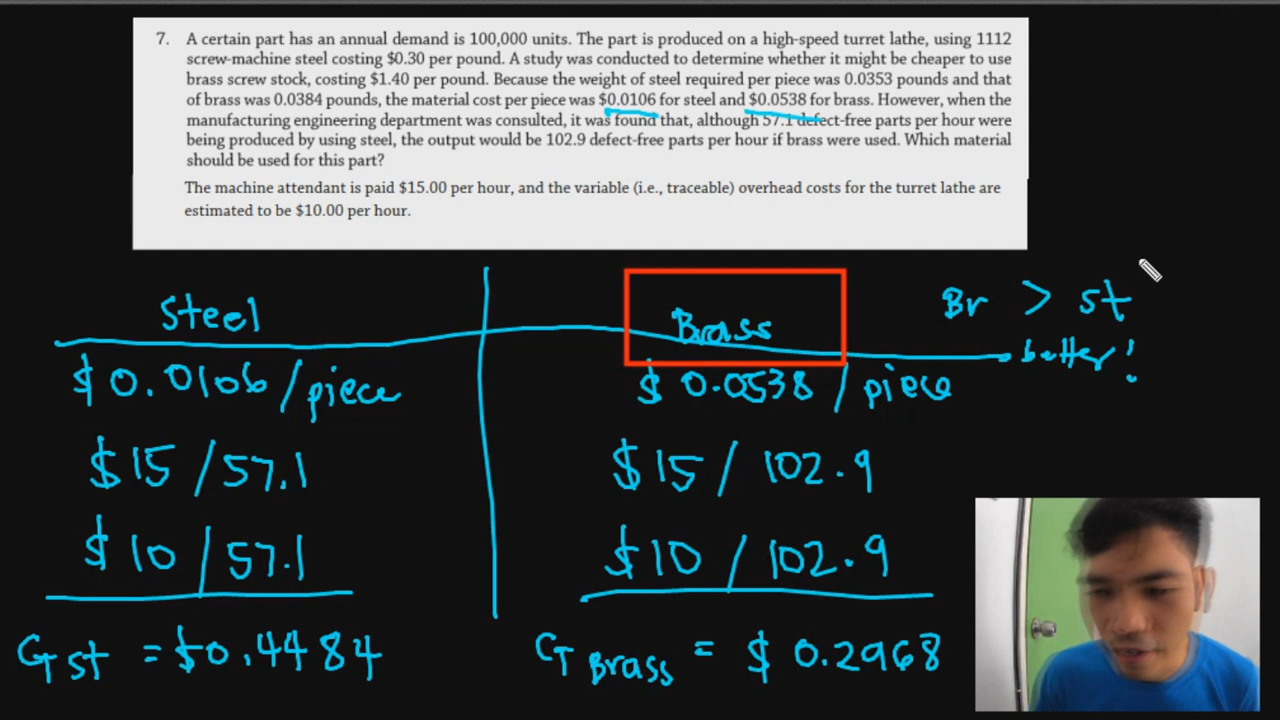 7. A certain part has an annual demand is 100,000 units. The part is produced on a high-speed turret lathe, using 1112
screw-machine steel costing $0.30 per pound. A study was conducted to determine whether it might be cheaper to use
brass screw stock, costing $1.40 per pound. Because the weight of steel required per piece was 0.0353 pounds and that
of brass was 0.0384 pounds, the material cost per piece was $0.0106 for steel and $0.0538 for brass. However, when the
manufacturing engineering department was consulted, it was found that, although 57.1 defect-free parts per hour were
being produced by using steel, the output would be 102.9 defect-free parts per hour if brass were used. Which material
should be used for this part?
The machine attendant is paid $15.00 per hour, and the variable (i.e., traceable) overhead costs for the turret lathe are
estimated to be $10.00 per hour.
Steel
Brass
Br > st
better!
$0.0106/piece
$0.0538/piece
$15/57.1
$15/102.9
$10/57.1
$10/102.9
CT st = $0.4484
CT Brass = $0.2968